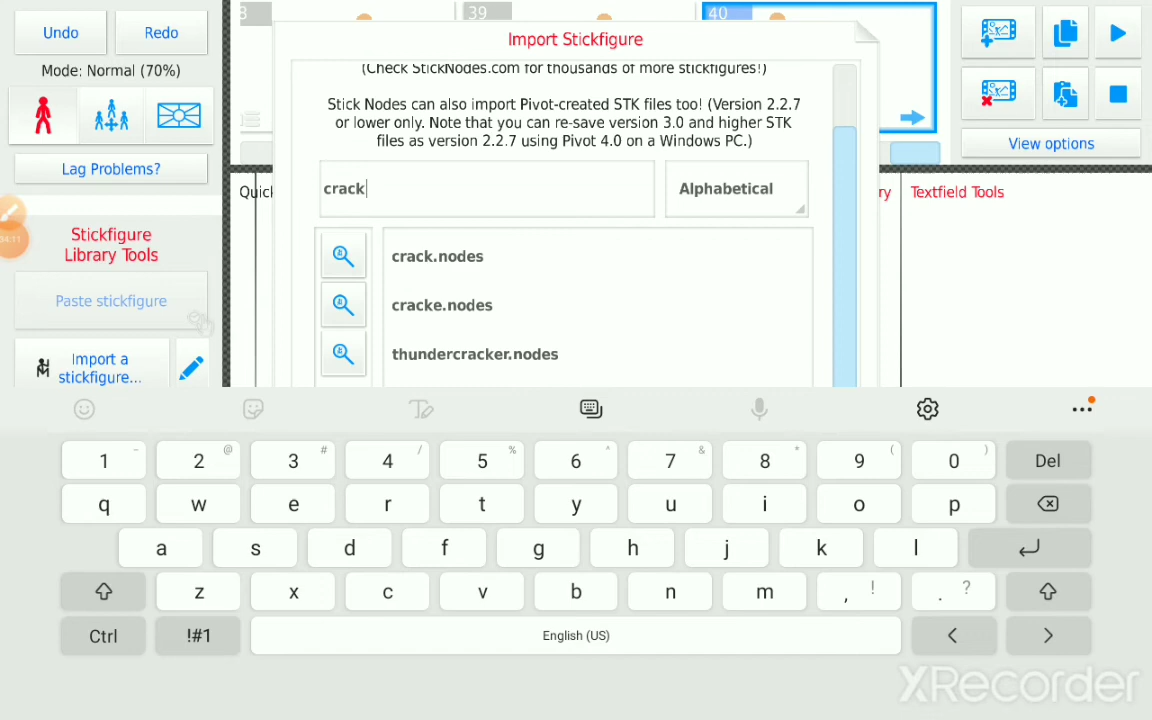 Undo
Redo
Mode: Normal (70%)
Lag Problems?
Stickfigure
Library Tools
Paste stickfigure
Import a
stickfigure...
39
40
Import Stickfigure
(Check StickNodes.com for thousands of more stickfigures!)
Stick Nodes can also import Pivot-created STK files too! (Version 2.2.7
or lower only. Note that you can re-save version 3.0 and higher STK
files as version 2.2.7 using Pivot 4.0 on a Windows PC.)
crack
Alphabetical
crack.nodes
cracke.nodes
thundercracker.nodes
View options
Textfield Tools
1 2 @ 3 # 4 / 5 % 6 ^ 7 & 8 * 9 ( 0 ) Del
q w e r t y u i o p
a s d f g h j k l
z x c v b n m , ! . ?
Ctrl !#1 English (US) < >
XRecorder